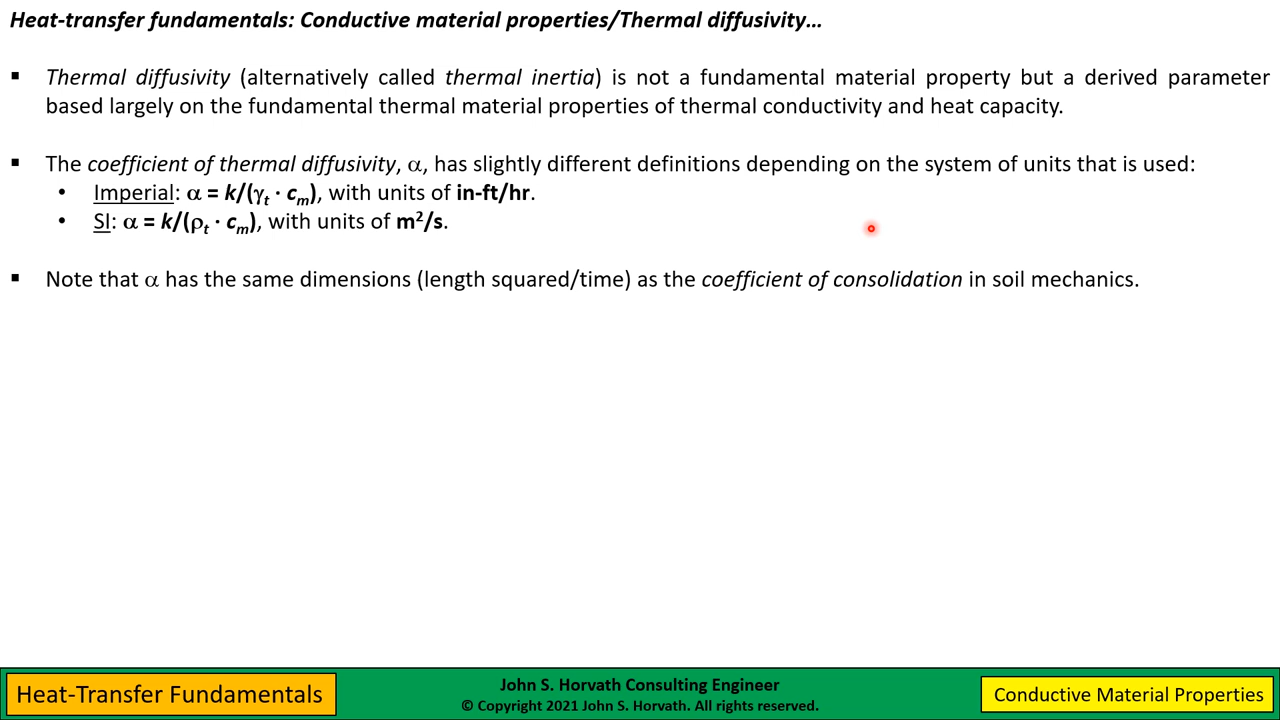 Heat-transfer fundamentals: Conductive material properties/Thermal diffusivity…
▪ Thermal diffusivity (alternatively called thermal inertia) is not a fundamental material property but a derived parameter
based largely on the fundamental thermal material properties of thermal conductivity and heat capacity.
▪ The coefficient of thermal diffusivity, α, has slightly different definitions depending on the system of units that is used:
• Imperial: α = k/(γt · cm), with units of in-ft/hr.
• SI: α = k/(ρt · cm), with units of m²/s.
▪ Note that α has the same dimensions (length squared/time) as the coefficient of consolidation in soil mechanics.
Heat-Transfer Fundamentals
John S. Horvath Consulting Engineer
© Copyright 2021 John S. Horvath. All rights reserved.
Conductive Material Properties